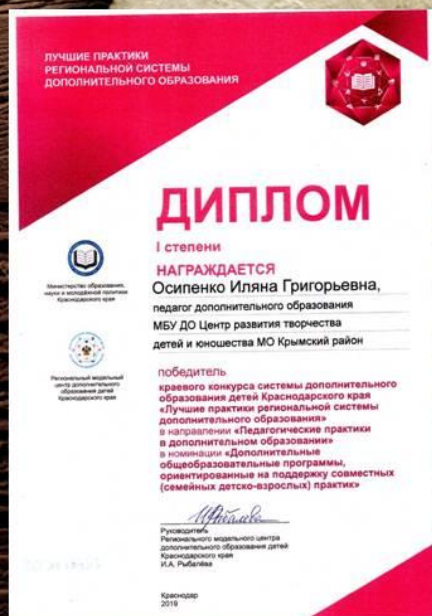 ЛУЧШИЕ ПРАКТИКИ
РЕГИОНАЛЬНОЙ СИСТЕМЫ
ДОПОЛНИТЕЛЬНОГО ОБРАЗОВАНИЯ
ДИПЛОМ
I степени
НАГРАЖДАЕТСЯ
Осипенко Иляна Григорьевна,
педагог дополнительного образования
МБУ ДО Центр развития творчества
детей и юношества МО Крымский район
Министерство образования,
науки и молодёжной политики
Краснодарского края
Региональный модельный
центр дополнительного
образования детей
Краснодарского края
победитель
краевого конкурса системы дополнительного
образования детей Краснодарского края
«Лучшие практики региональной системы
дополнительного образования»
в направлении «Педагогические практики
в дополнительном образовании»
в номинации «Дополнительные
общеобразовательные программы,
ориентированные на поддержку совместных
(семейных детско-взрослых) практик»
Руководитель
Регионального модельного центра
дополнительного образования детей
Краснодарского края
И.А. Рыбалёва
Краснодар
2019